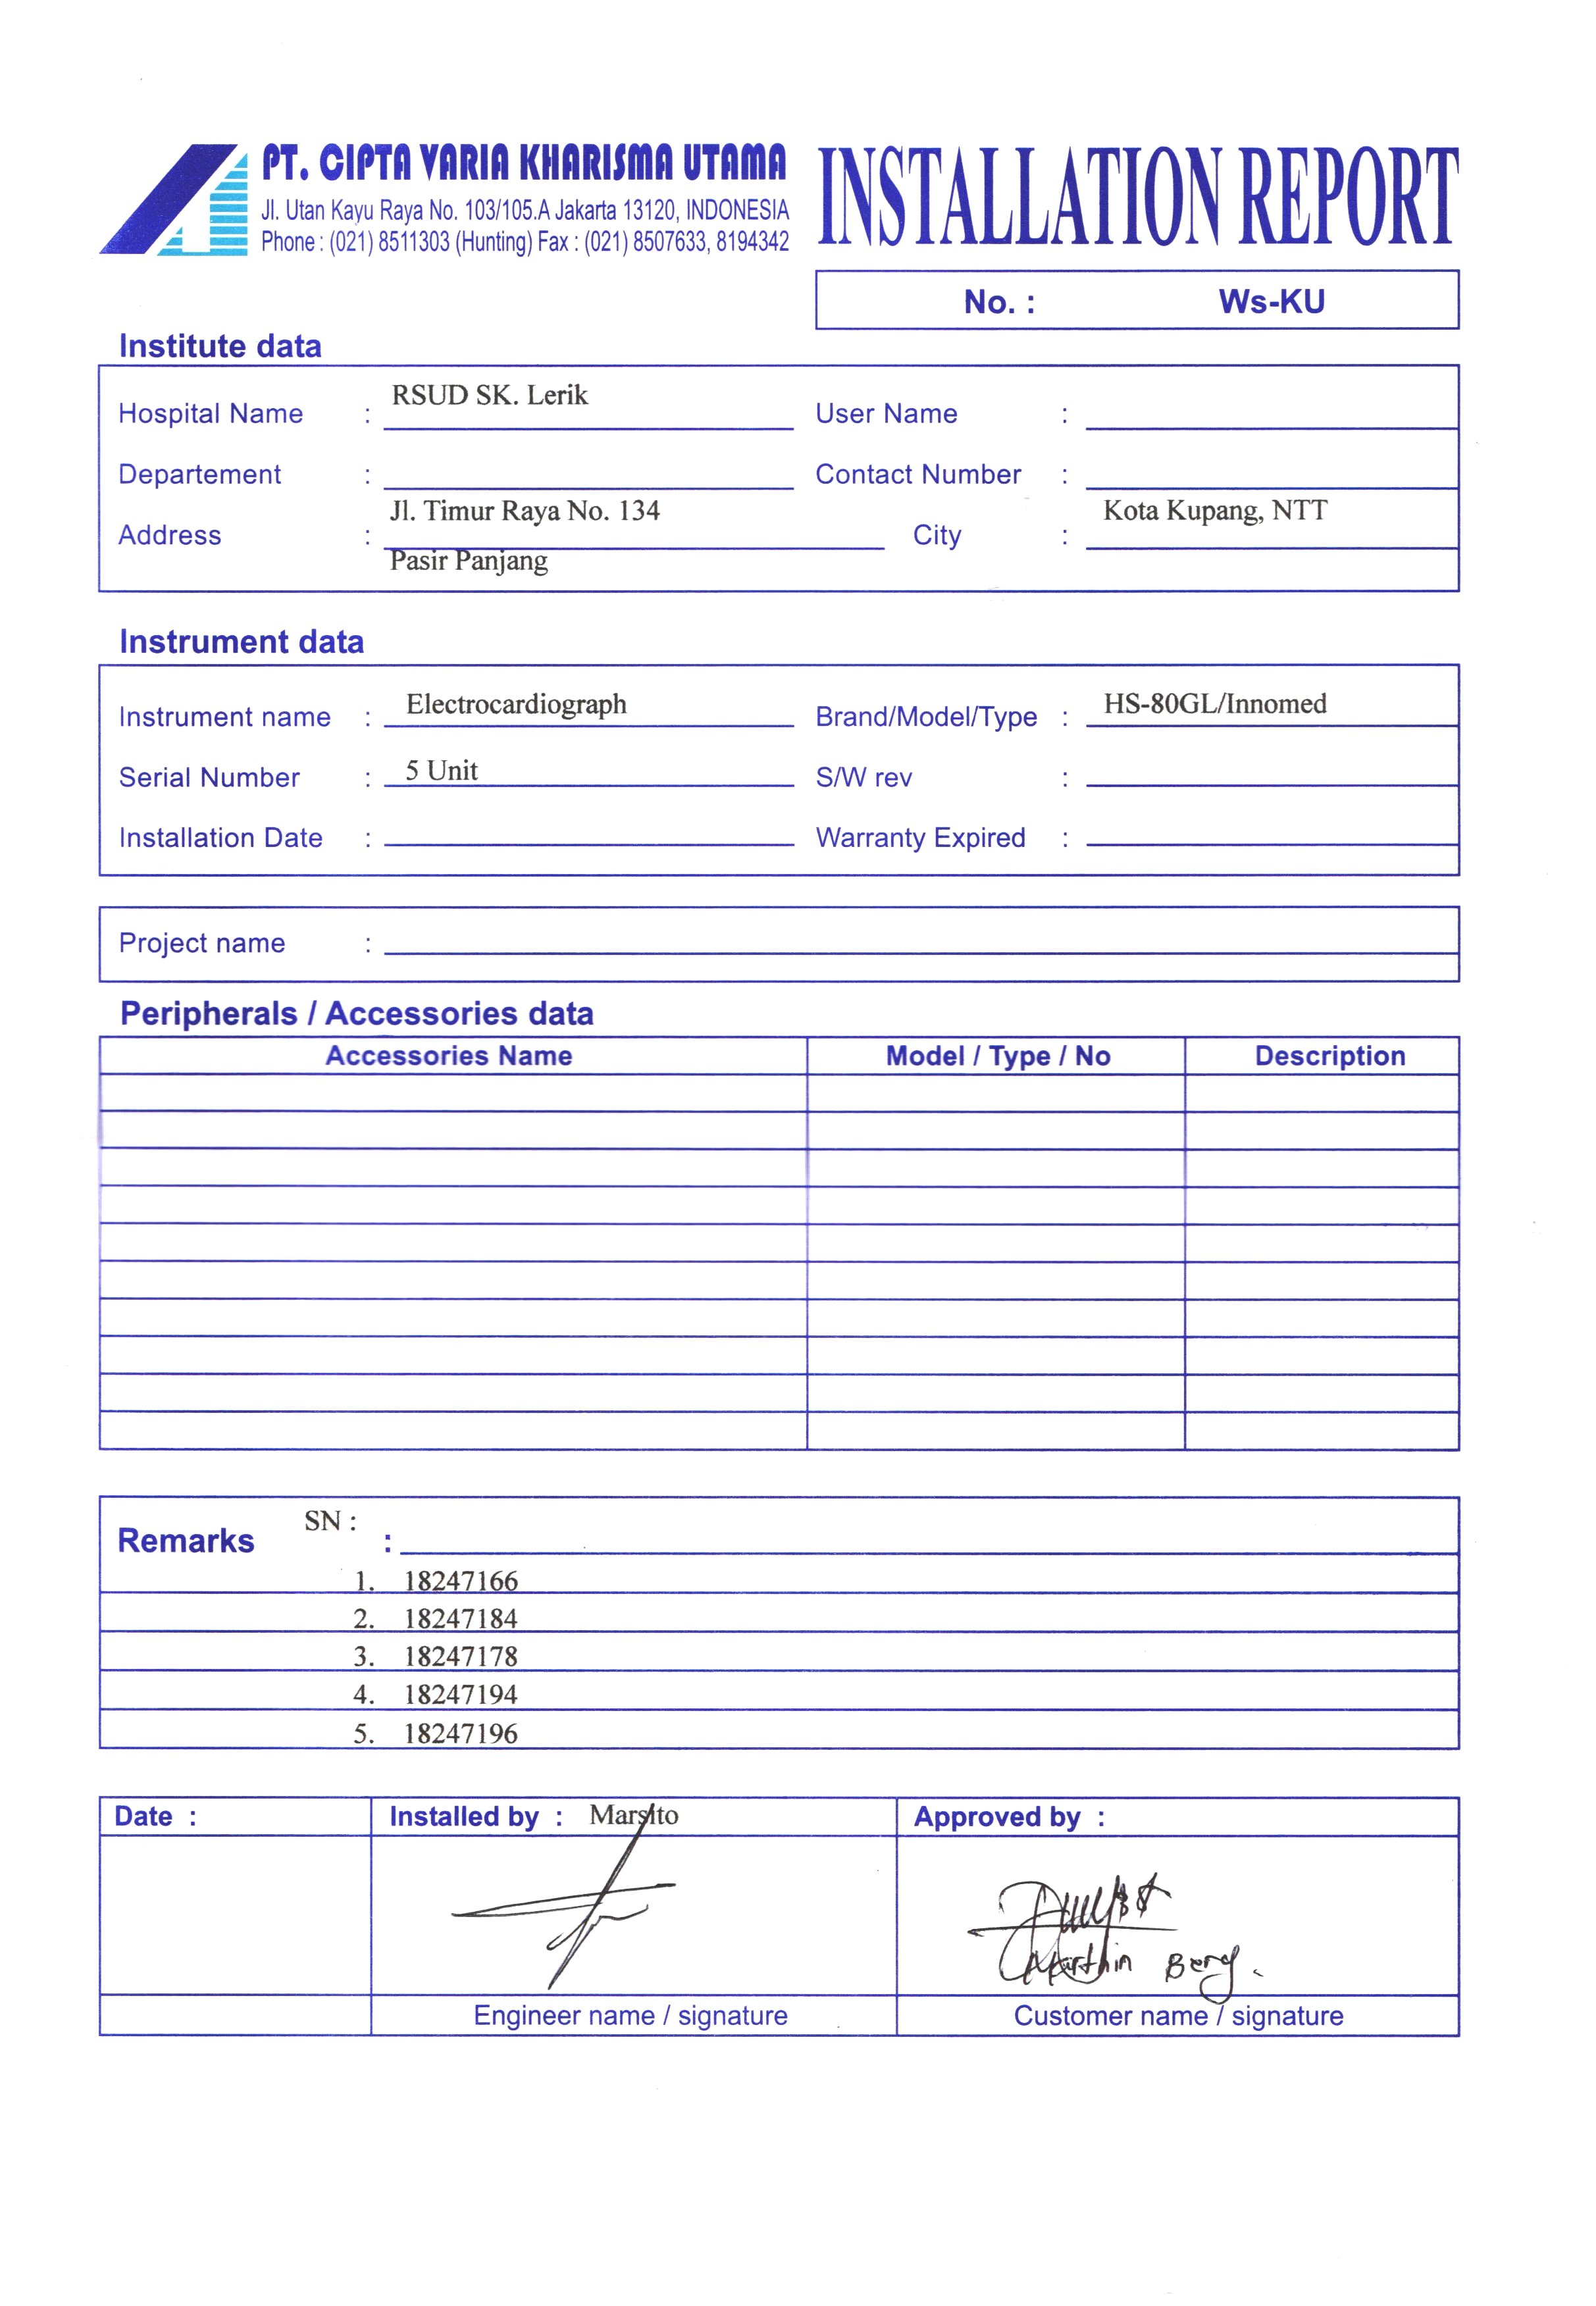 PT. CIPTA VARIA KHARISMA UTAMA
Jl. Utan Kayu Raya No. 103/105.A Jakarta 13120, INDONESIA
Phone : (021) 8511303 (Hunting) Fax : (021) 8507633, 8194342
INSTALLATION REPORT
No. : Ws-KU
Institute data
Hospital Name : RSUD SK. Lerik User Name :
Departement : Contact Number :
Address : Jl. Timur Raya No. 134 City : Kota Kupang, NTT
Pasir Panjang
Instrument data
Instrument name : Electrocardiograph Brand/Model/Type : HS-80GL/Innomed
Serial Number : 5 Unit S/W rev :
Installation Date : Warranty Expired :
Project name :
Peripherals / Accessories data
Accessories Name Model / Type / No Description
Remarks SN : :
1. 18247166
2. 18247184
3. 18247178
4. 18247194
5. 18247196
Date : Installed by : Marsito Approved by :
Marthin
Engineer name / signature Customer name / signature